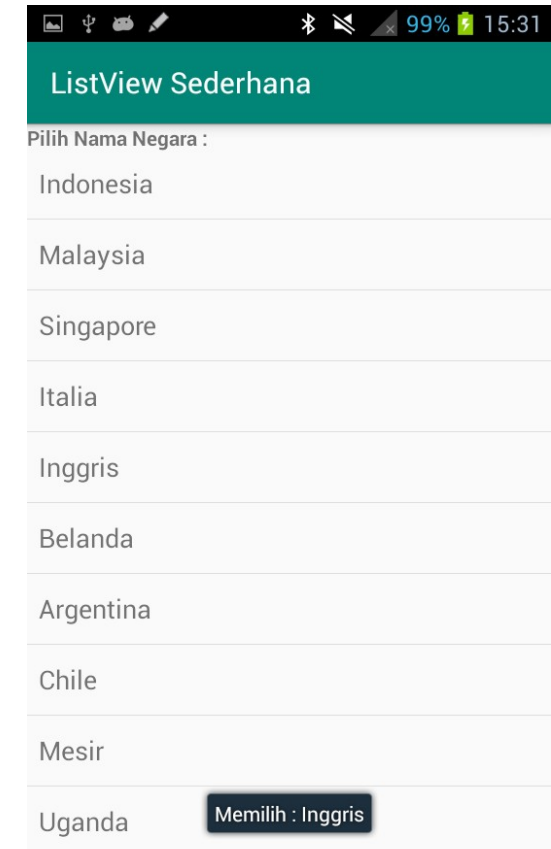 99% 15:31
ListView Sederhana
Pilih Nama Negara :
Indonesia
Malaysia
Singapore
Italia
Inggris
Belanda
Argentina
Chile
Mesir
Uganda
Memilih : Inggris